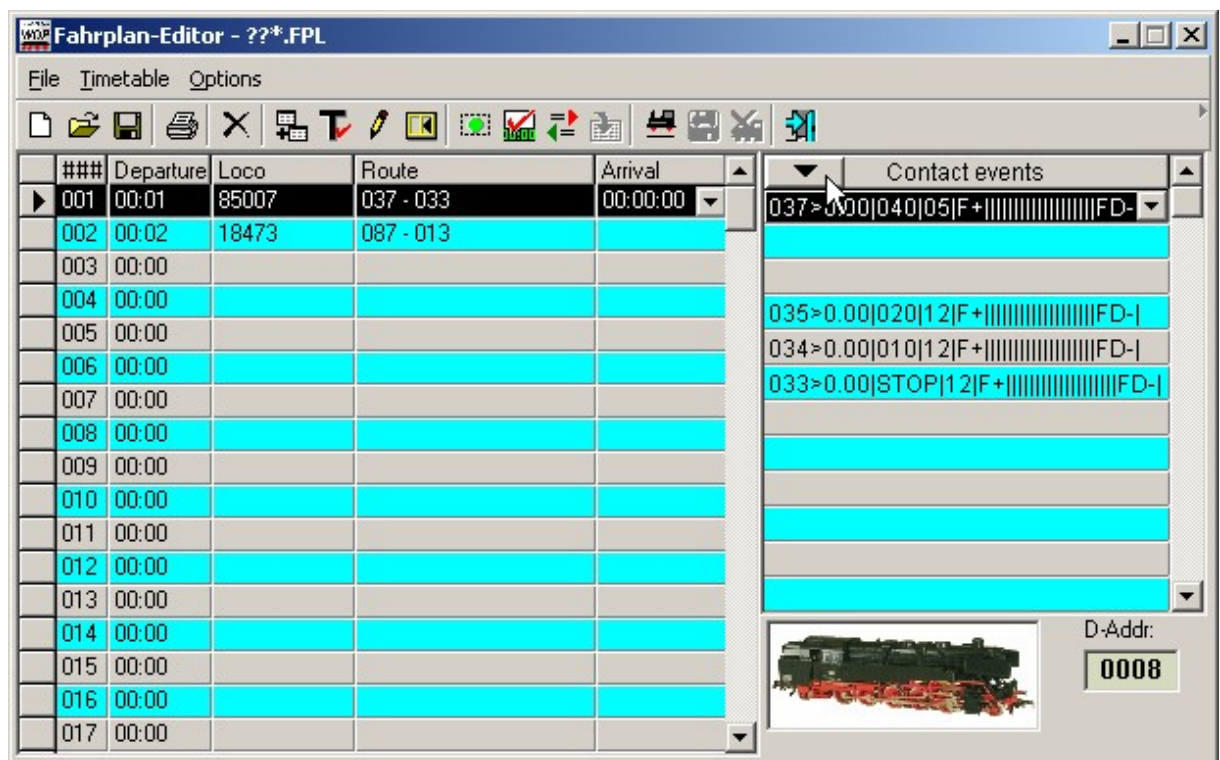 Fahrplan-Editor - ??*.FPL
File Timetable Options
### Departure Loco Route Arrival
001 00:01 85007 037 - 033 00:00:00
002 00:02 18473 087 - 013
003 00:00
004 00:00
005 00:00
006 00:00
007 00:00
008 00:00
009 00:00
010 00:00
011 00:00
012 00:00
013 00:00
014 00:00
015 00:00
016 00:00
017 00:00
Contact events
037>0.00|040|05|F+||||||||||||||||||FD-
035>0.00|020|12|F+||||||||||||||||||FD-|
034>0.00|010|12|F+||||||||||||||||||FD-|
033>0.00|STOP|12|F+||||||||||||||||||FD-|
D-Addr:
0008